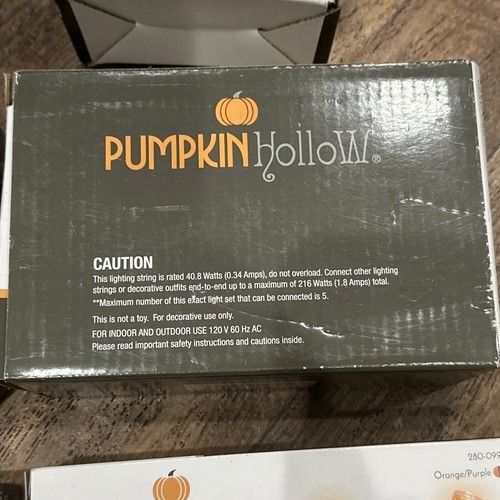 PUMPKIN HolloW®
CAUTION
This lighting string is rated 40.8 Watts (0.34 Amps), do not overload. Connect other lighting
strings or decorative outfits end-to-end up to a maximum of 216 Watts (1.8 Amps) total.
**Maximum number of this exact light set that can be connected is 5.
This is not a toy. For decorative use only.
FOR INDOOR AND OUTDOOR USE 120 V 60 Hz AC
Please read important safety instructions and cautions inside.
280-099
Orange/Purple